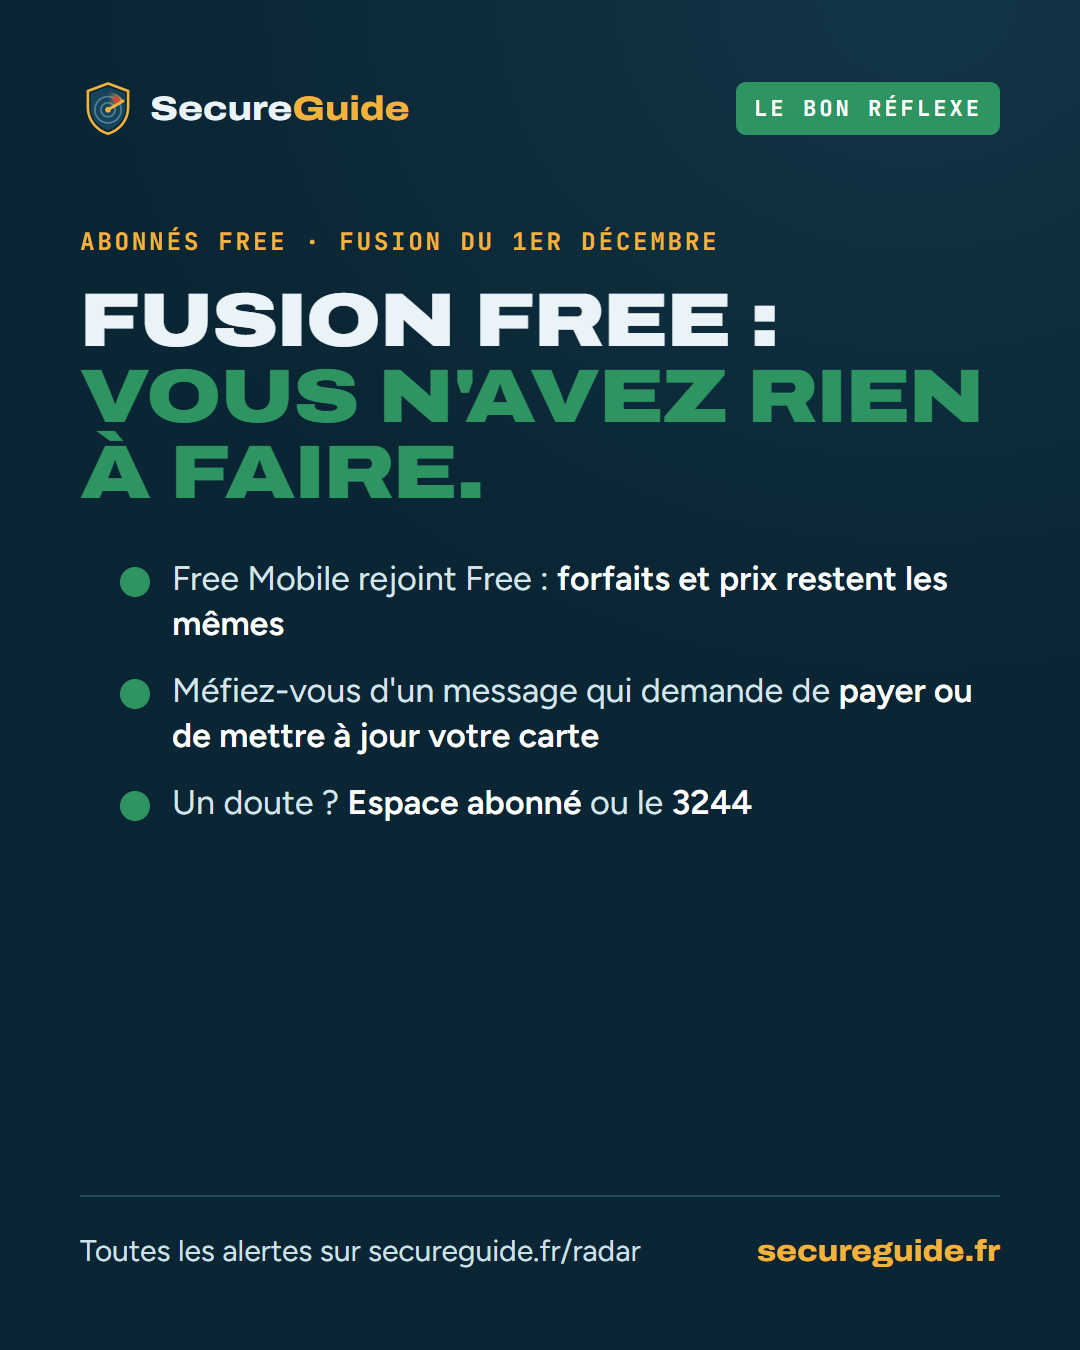 SecureGuide
LE BON RÉFLEXE
ABONNÉS FREE · FUSION DU 1ER DÉCEMBRE
FUSION FREE :
VOUS N'AVEZ RIEN
À FAIRE.
Free Mobile rejoint Free : forfaits et prix restent les
mêmes
Méfiez-vous d'un message qui demande de payer ou
de mettre à jour votre carte
Un doute ? Espace abonné ou le 3244
Toutes les alertes sur secureguide.fr/radar
secureguide.fr